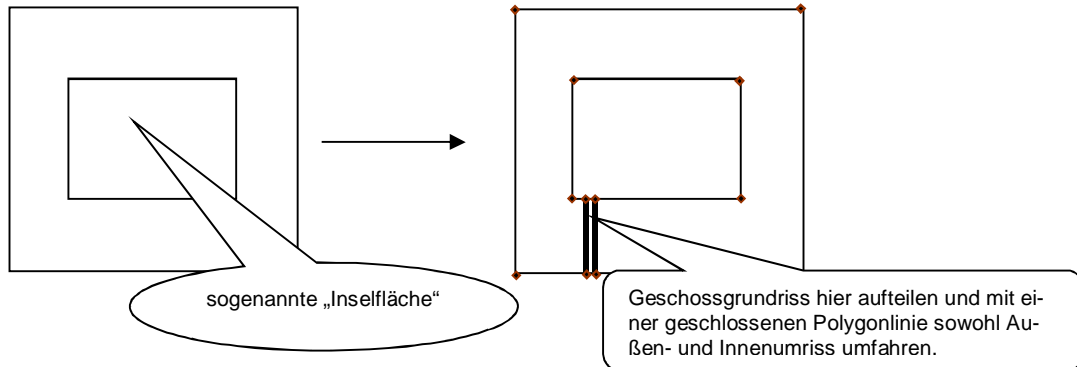 sogenannte „Inselfläche“
Geschossgrundriss hier aufteilen und mit ei-
ner geschlossenen Polygonlinie sowohl Au-
ßen- und Innenumriss umfahren.